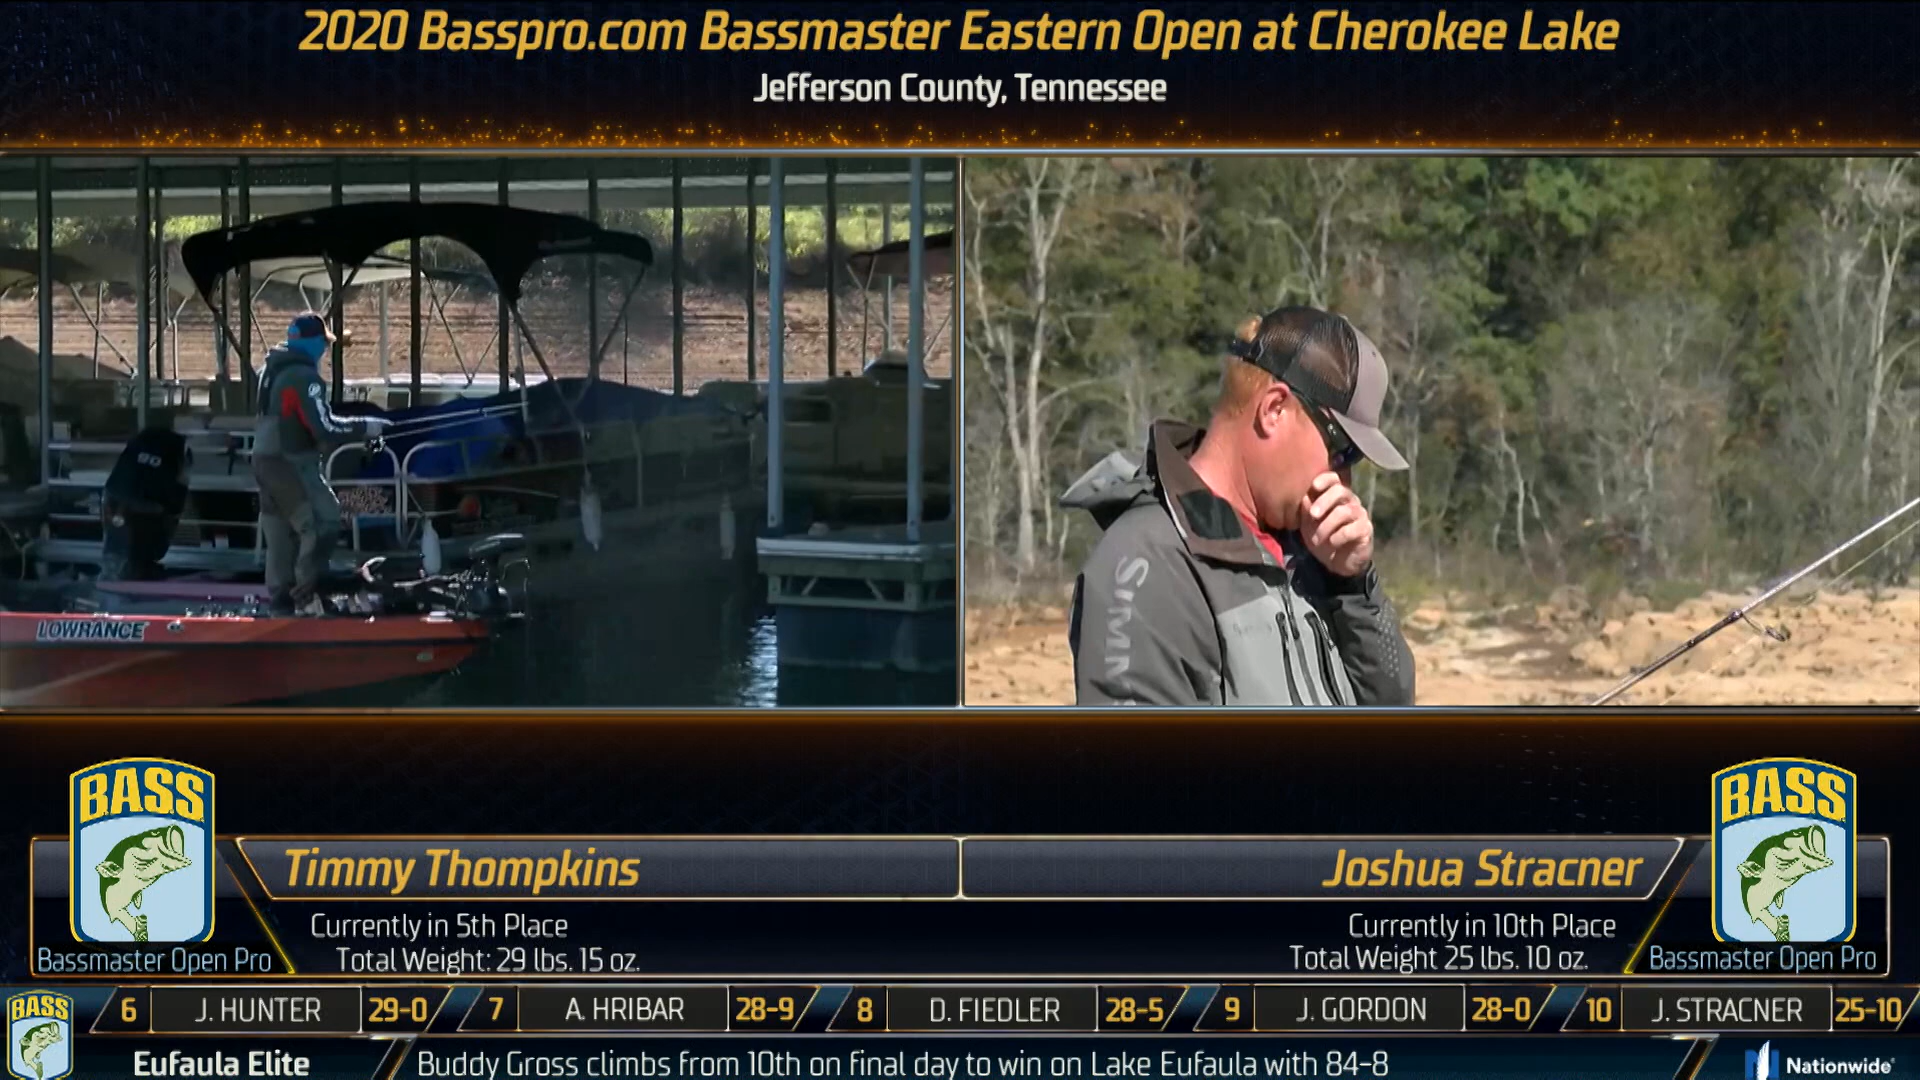 2020 Basspro.com Bassmaster Eastern Open at Cherokee Lake
Jefferson County, Tennessee
90
LOWRANCE
SIMM
BASS
BASS
Timmy Thompkins
Joshua Stracner
Currently in 5th Place
Currently in 10th Place
Total Weight: 29 lbs. 15 oz.
Total Weight 25 lbs. 10 oz.
Bassmaster Open Pro
Bassmaster Open Pro
BASS 6 J. HUNTER 29-0 7 A. HRIBAR 28-9 8 D. FIEDLER 28-5 9 J. GORDON 28-0 10 J. STRACNER 25-10
Eufaula Elite Buddy Gross climbs from 10th on final day to win on Lake Eufaula with 84-8 Nationwide®